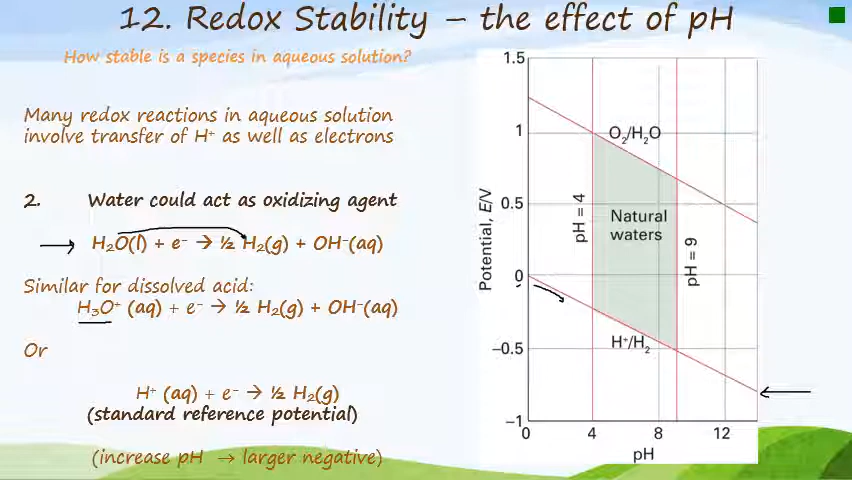 12. Redox Stability – the effect of pH
How stable is a species in aqueous solution?
Many redox reactions in aqueous solution
involve transfer of H⁺ as well as electrons
2. Water could act as oxidizing agent
H₂O(l) + e⁻ → ½ H₂(g) + OH⁻(aq)
Similar for dissolved acid:
H₃O⁺ (aq) + e⁻ → ½ H₂(g) + OH⁻(aq)
Or
H⁺ (aq) + e⁻ → ½ H₂(g)
(standard reference potential)
(increase pH → larger negative)
Potential, E/V
1.5
1
0.5
0
−0.5
−1
0 4 8 12
pH
O₂/H₂O
pH = 4
Natural
waters
pH = 9
H⁺/H₂